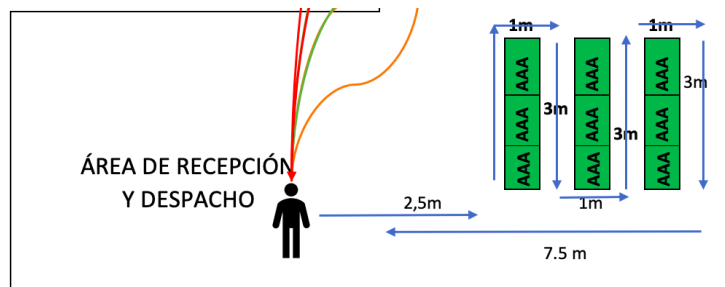 1m
1m
AAA AAA AAA
3m
AAA AAA AAA
3m
3m
AAA AAA AAA
ÁREA DE RECEPCIÓN
Y DESPACHO
2,5m
1m
7.5 m